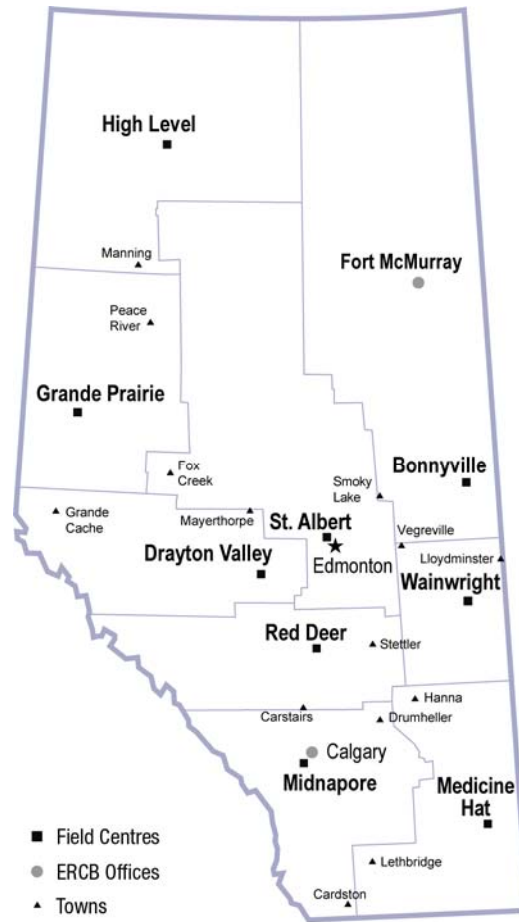 High Level
Manning
Fort McMurray
Peace
River
Grande Prairie
Fox
Creek
Bonnyville
Smoky
Lake
Grande
Cache
Mayerthorpe
St. Albert
Vegreville
Edmonton
Lloydminster
Drayton Valley
Wainwright
Red Deer
Stettler
Hanna
Carstairs
Drumheller
Calgary
Midnapore
Medicine
Hat
Field Centres
Lethbridge
ERCB Offices
Cardston
Towns